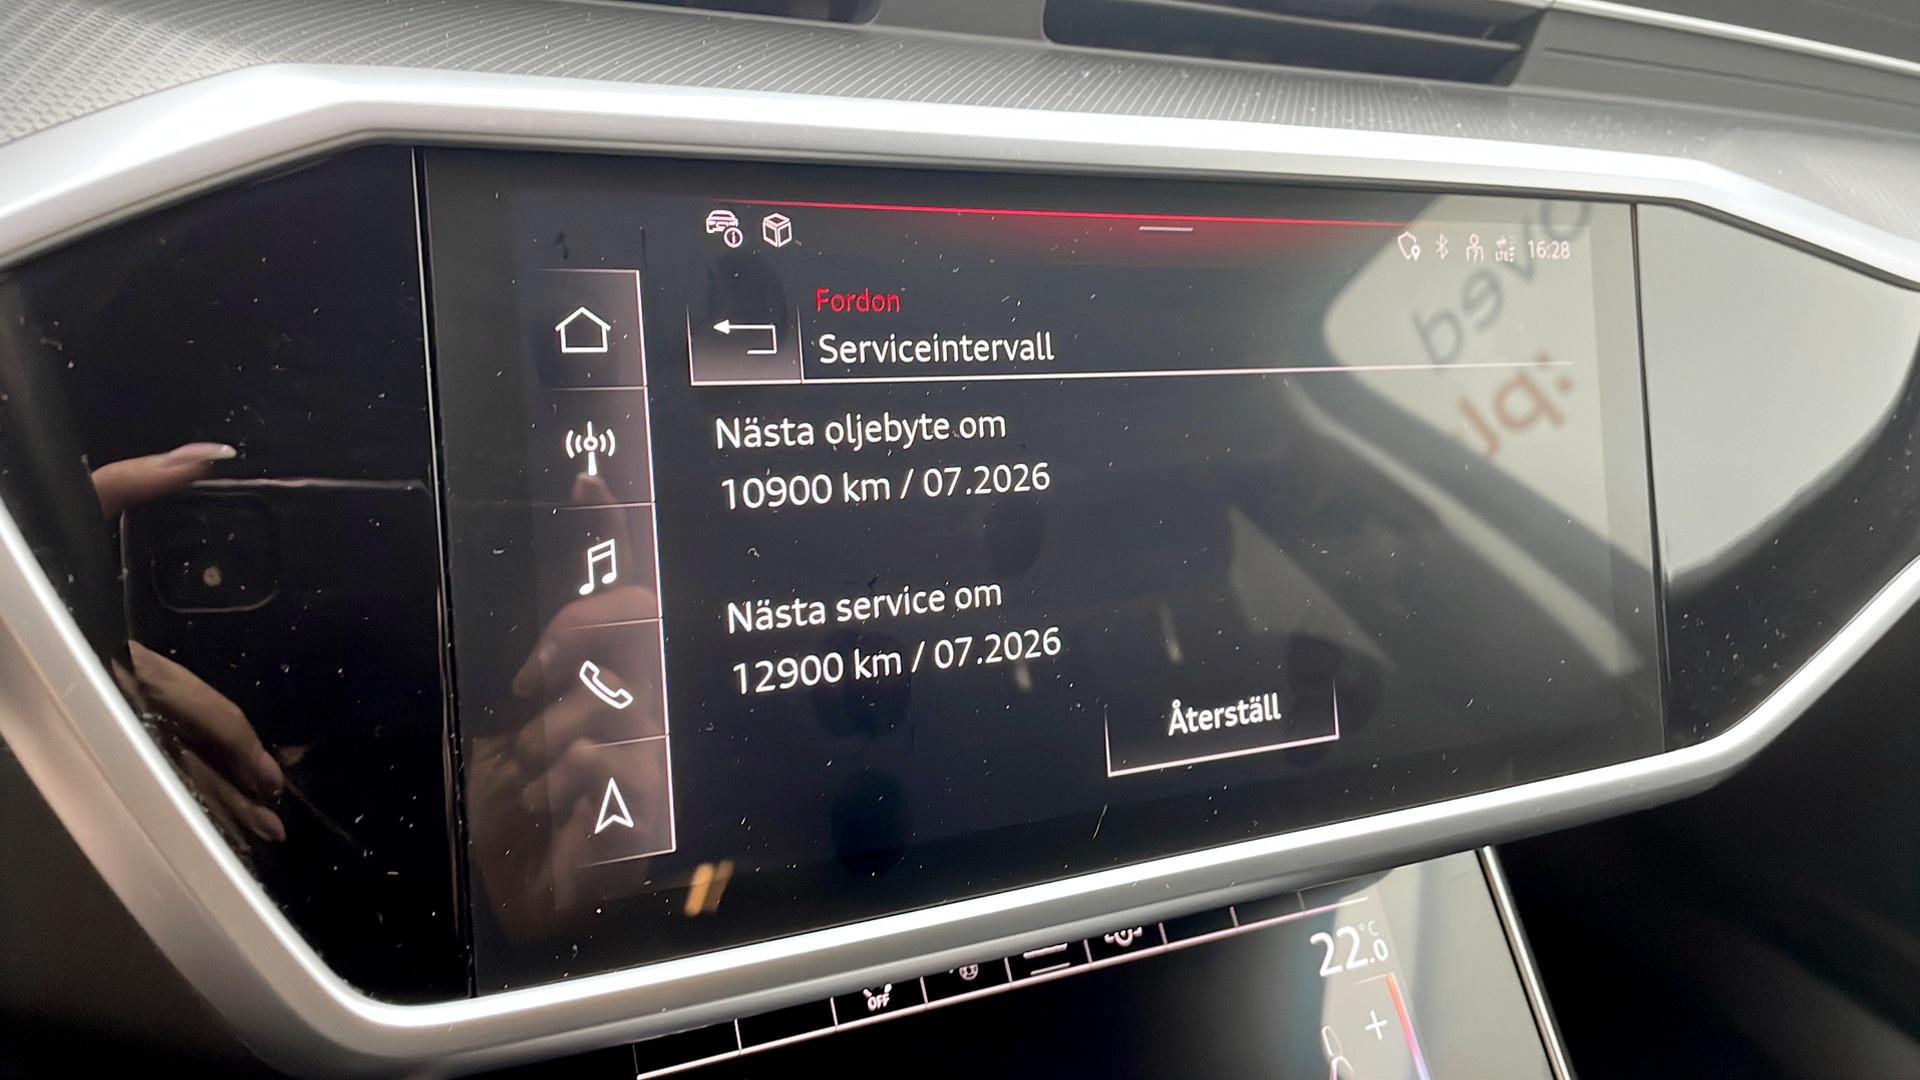 16:28
Fordon
Serviceintervall
Nästa oljebyte om
10900 km / 07.2026
Nästa service om
12900 km / 07.2026
Återställ
22.0 °C
OFF
+